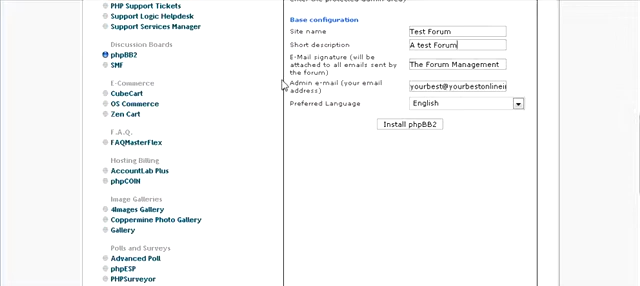 PHP Support Tickets
Support Logic Helpdesk
Support Services Manager
Discussion Boards
phpBB2
SMF
E-Commerce
CubeCart
OS Commerce
Zen Cart
F.A.Q.
FAQMasterFlex
Hosting Billing
AccountLab Plus
phpCOIN
Image Galleries
4Images Gallery
Coppermine Photo Gallery
Gallery
Polls and Surveys
Advanced Poll
phpESP
PHPSurveyor
Base configuration
Site name
Test Forum
Short description
A test Forum
E-Mail signature (will be
attached to all emails sent by
the forum)
The Forum Management
Admin e-mail (your email
address)
yourbest@yourbestonlinei
Preferred Language
English
Install phpBB2